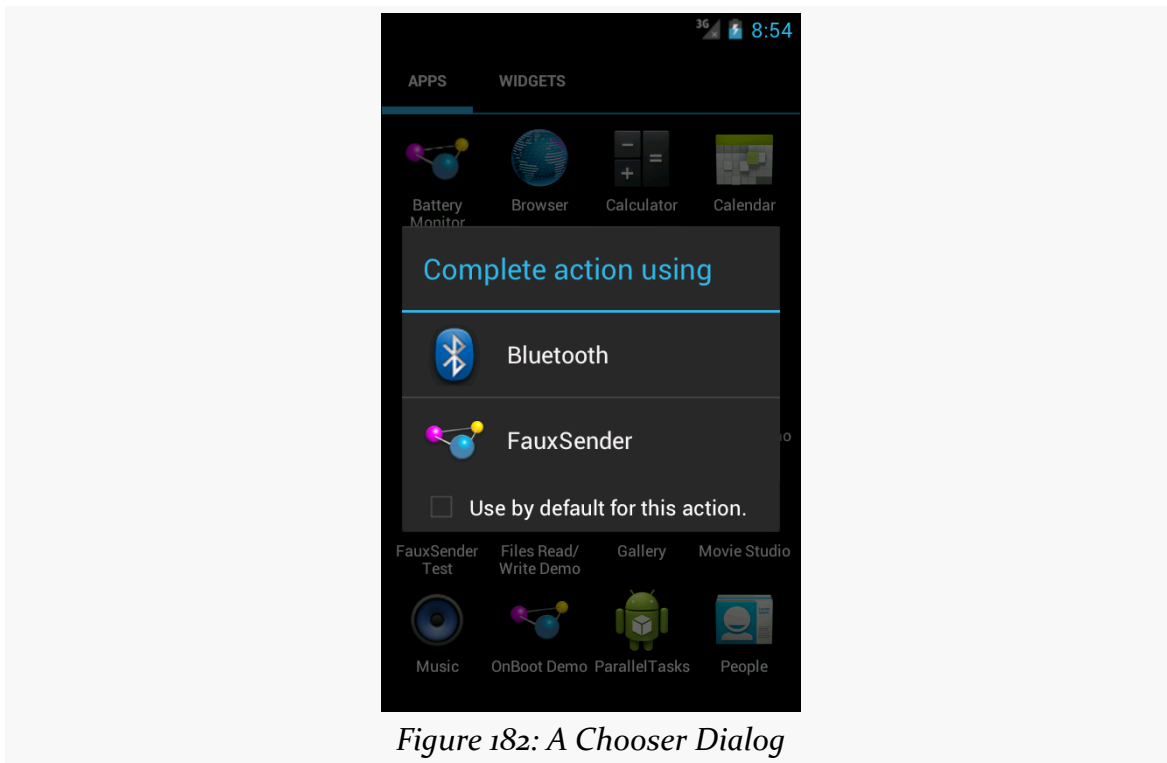 3G 8:54
APPS WIDGETS
Battery Browser Calculator Calendar
Monitor
Complete action using
Bluetooth
FauxSender
Use by default for this action.
FauxSender Files Read/ Gallery Movie Studio
Test Write Demo
Music OnBoot Demo ParallelTasks People
Figure 182: A Chooser Dialog